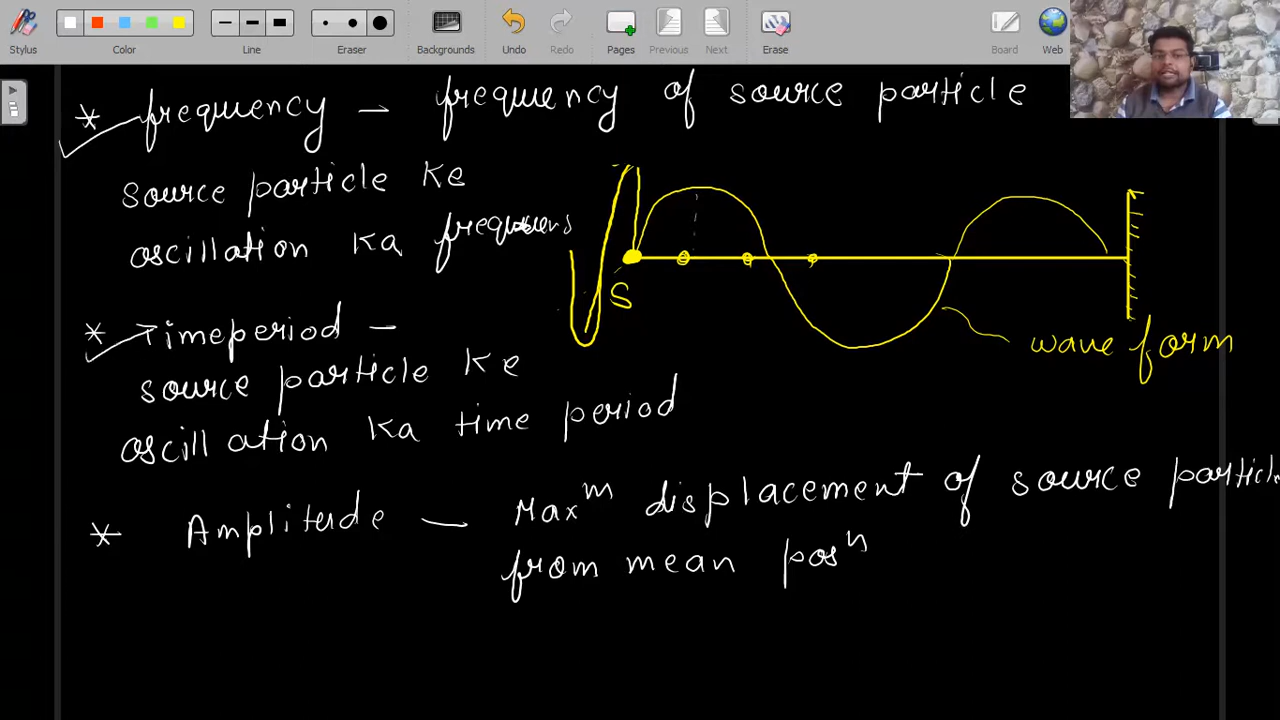 Stylus
Color
Line
Eraser
Backgrounds
Undo
Redo
Pages
Previous
Next
Erase
Board
Web
* frequency – frequency of source particle
source particle ke
oscillation ka
* Timeperiod –
source particle ke
oscillation ka time period
S
wave form
* Amplitude – Maxᵐ displacement of source particle
from mean posⁿ